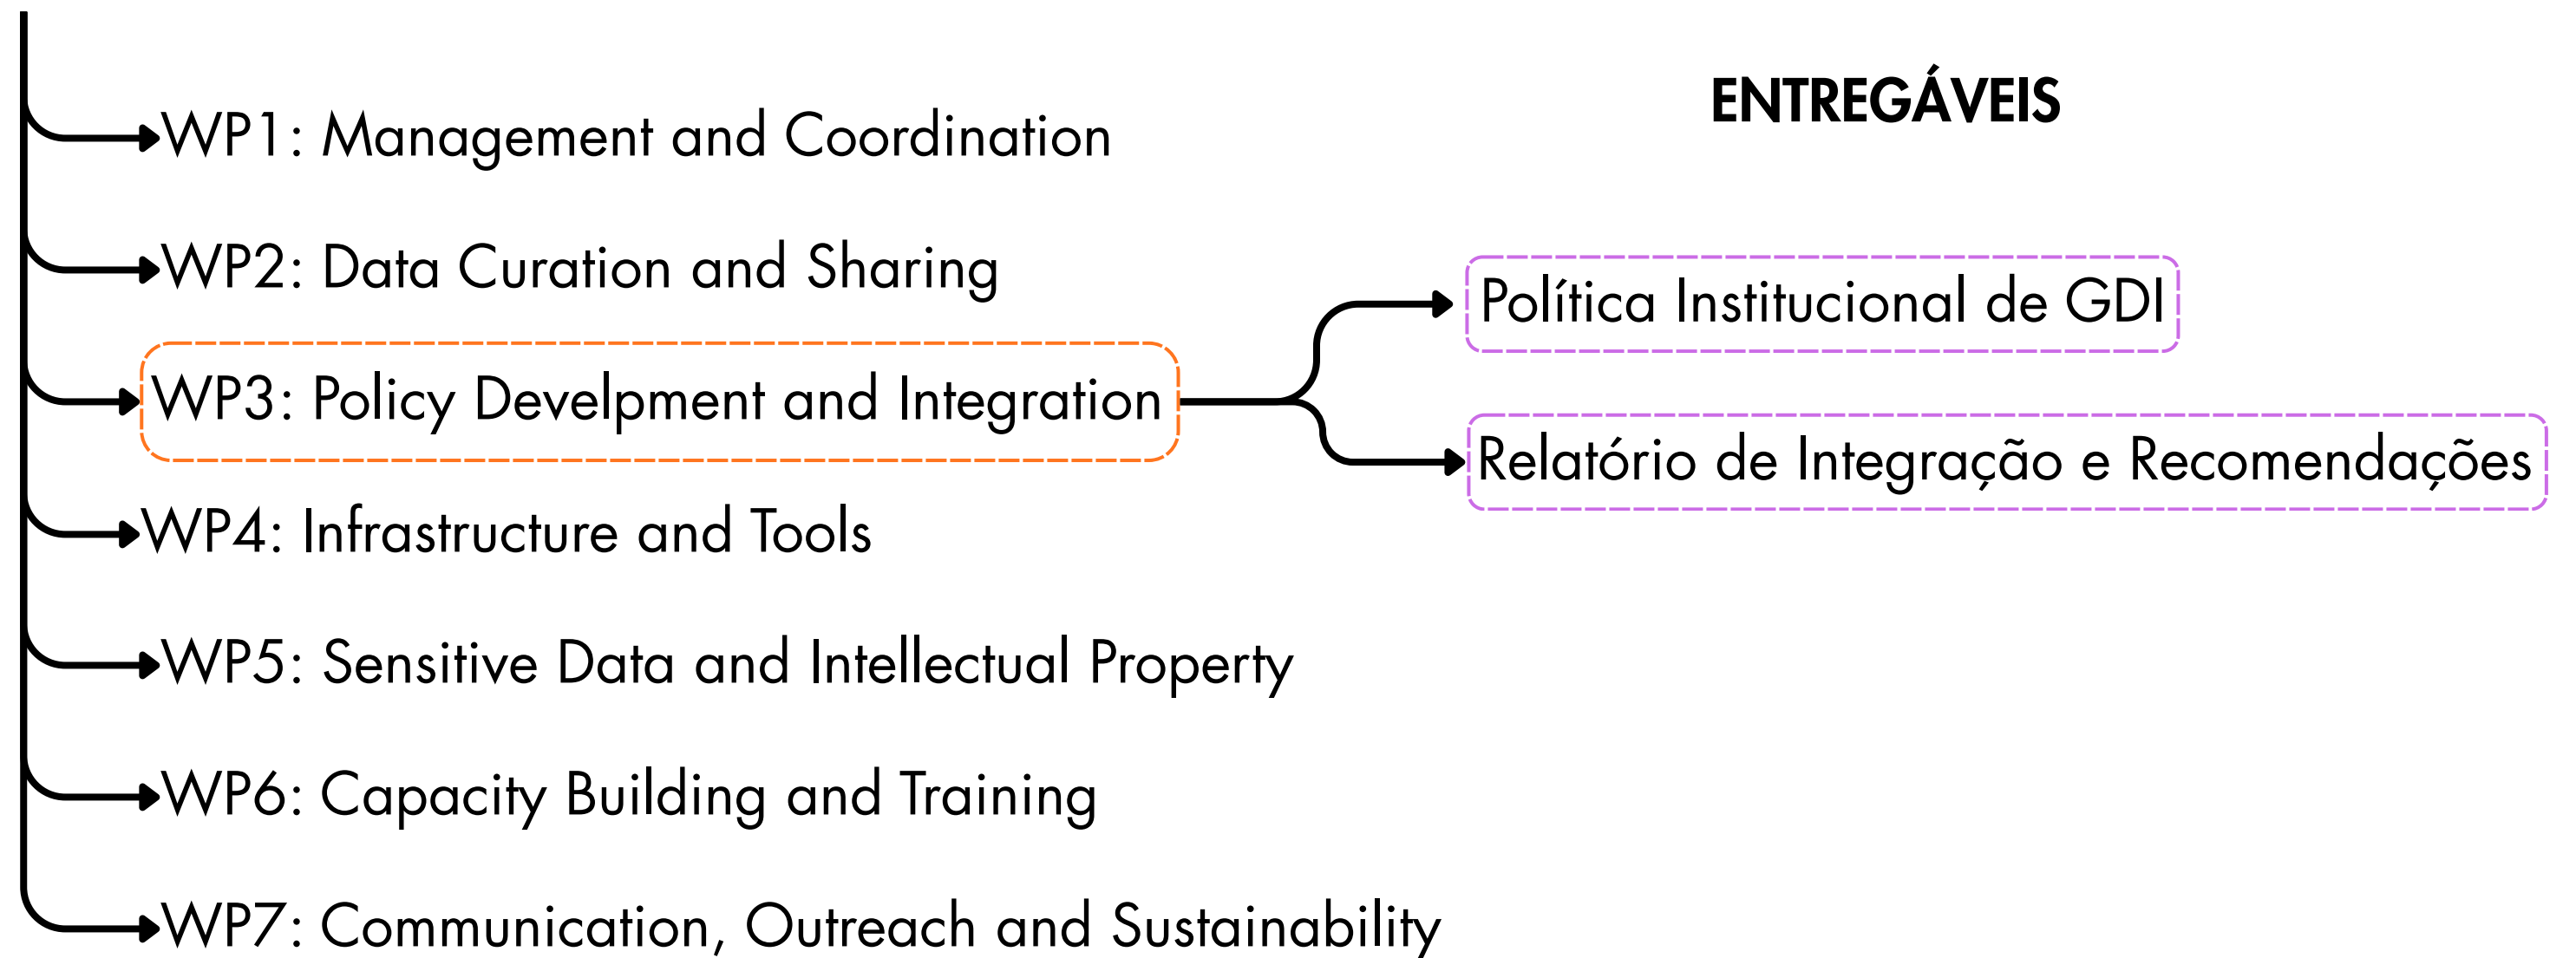 ENTREGÁVEIS
WP1: Management and Coordination
WP2: Data Curation and Sharing
WP3: Policy Develpment and Integration
Política Institucional de GDI
Relatório de Integração e Recomendações
WP4: Infrastructure and Tools
WP5: Sensitive Data and Intellectual Property
WP6: Capacity Building and Training
WP7: Communication, Outreach and Sustainability